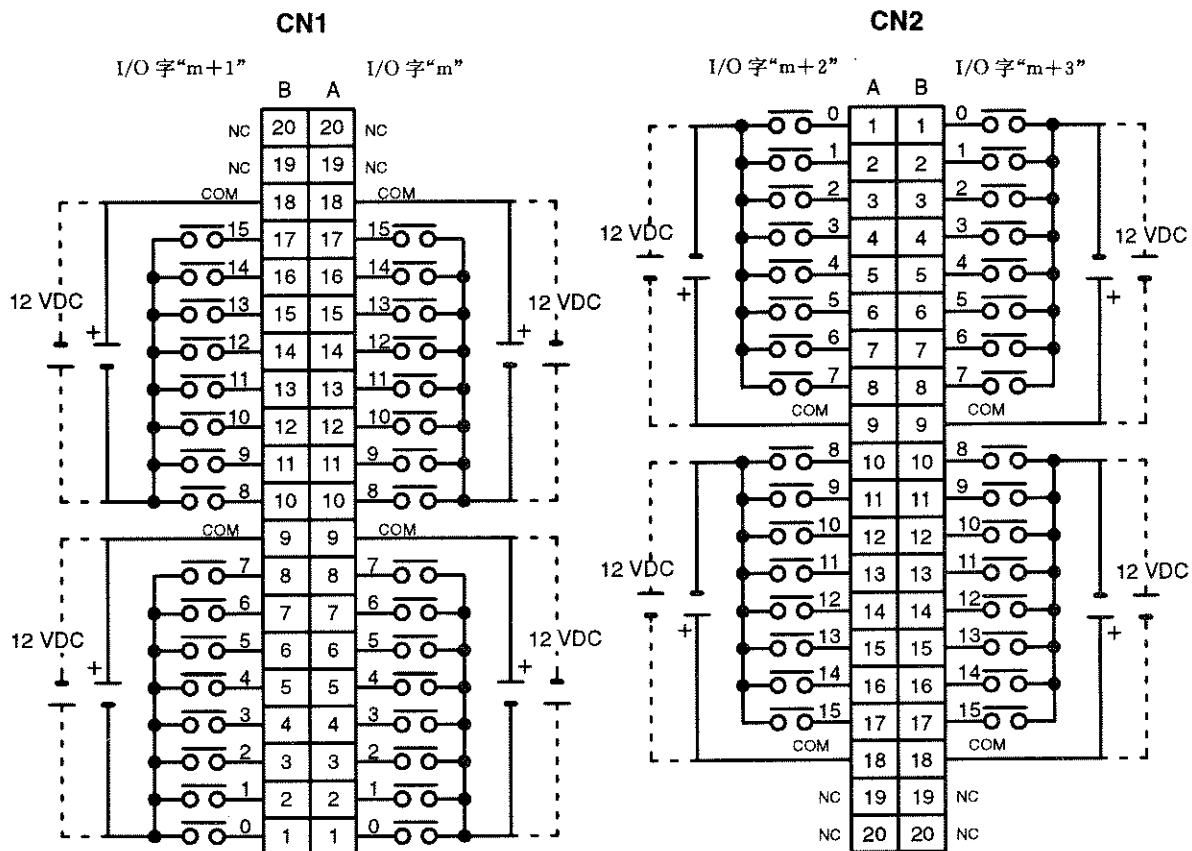 CN1
I/O 字“m+1” I/O 字“m”
B A
NC 20 20 NC
NC 19 19 NC
COM 18 18 COM
15 17 17 15
14 16 16 14
13 15 15 13
12 VDC + + 12 VDC
12 14 14 12
11 13 13 11
10 12 12 10
9 11 11 9
8 10 10 8
COM 9 9 COM
7 8 8 7
6 7 7 6
12 VDC 5 6 6 5 12 VDC
+ 4 5 5 4 +
3 4 4 3
2 3 3 2
1 2 2 1
0 1 1 0
CN2
I/O 字“m+2” I/O 字“m+3”
A B
0 1 1 0
1 2 2 1
2 3 3 2
12 VDC 3 4 4 3 12 VDC
4 5 5 4
+ 5 6 6 5 +
6 7 7 6
7 8 8 7
COM 9 9 COM
8 10 10 8
9 11 11 9
10 12 12 10
12 VDC 11 13 13 11 12 VDC
12 14 14 12
+ 13 15 15 13 +
14 16 16 14
15 17 17 15
COM 18 18 COM
NC 19 19 NC
NC 20 20 NC